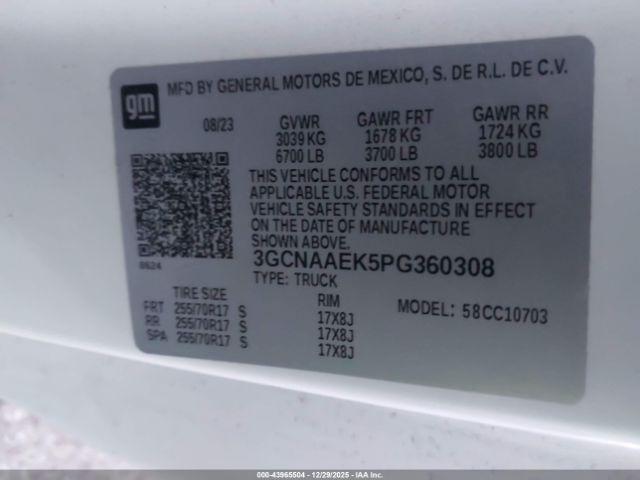 gm
MFD BY GENERAL MOTORS DE MEXICO, S. DE R.L. DE C.V.
08/23 GVWR GAWR FRT GAWR RR
3039 KG 1678 KG 1724 KG
6700 LB 3700 LB 3800 LB
THIS VEHICLE CONFORMS TO ALL
APPLICABLE U.S. FEDERAL MOTOR
VEHICLE SAFETY STANDARDS IN EFFECT
ON THE DATE OF MANUFACTURE
SHOWN ABOVE.
0624
3GCNAAEK5PG360308
TYPE: TRUCK
TIRE SIZE RIM MODEL: 58CC10703
FRT 255/70R17 S 17X8J
RR 255/70R17 S 17X8J
SPA 255/70R17 S 17X8J
000-43965504 - 12/29/2025 - IAA Inc.